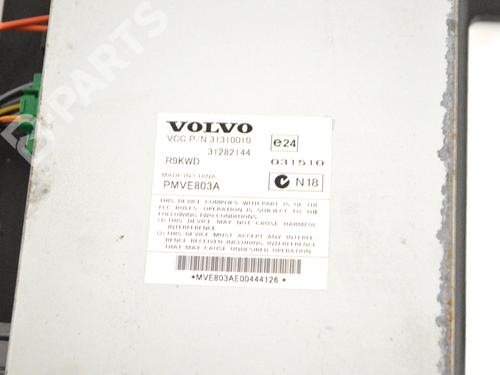 VOLVO
VCC P/N 31310010
31282144
R9KWD
e24
031510
MADE IN CHINA
PMVE803A
N18
THIS DEVICE COMPLIES WITH PART 15 OF THE
FCC RULES. OPERATION IS SUBJECT TO THE
FOLLOWING TWO CONDITIONS.
(1) THIS DEVICE MAY NOT CAUSE HARMFUL
INTERFERENCE
(2) THIS DEVICE MUST ACCEPT ANY INTERFE-
RENCE RECEIVED INCLUDING INTERFERENCE
THAT MAY CAUSE UNDESIRED OPERATION.
*MVE803AE00444126*